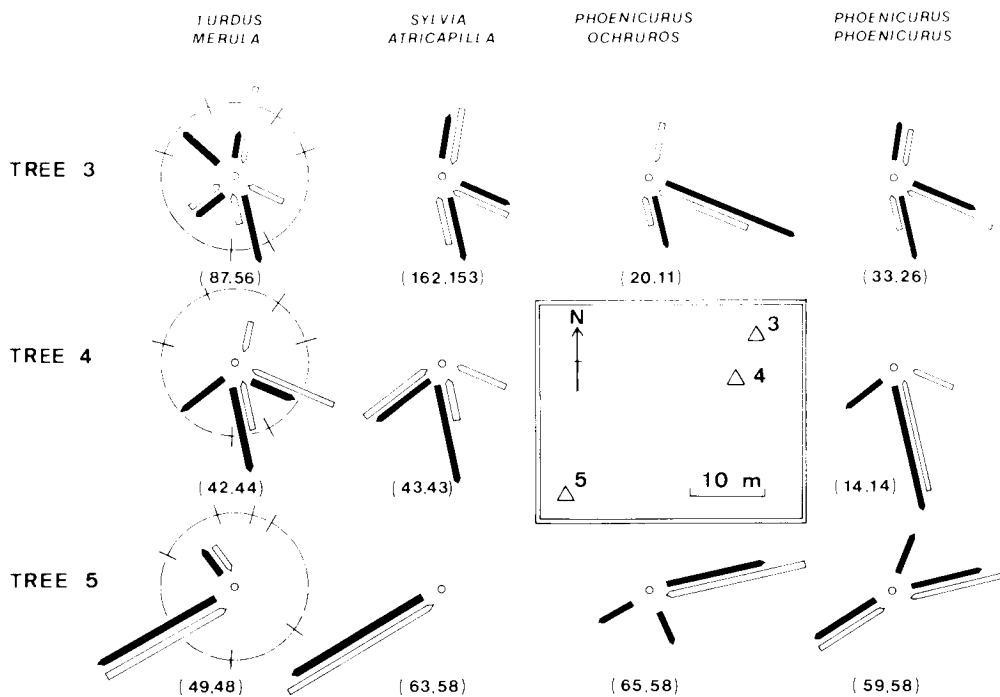 TURDUS MERULA
SYLVIA ATRICAPILLA
PHOENICURUS OCHRUROS
PHOENICURUS PHOENICURUS
TREE 3
(87.56)
(162,153)
(20.11)
(33.26)
TREE 4
(42.44)
(43,43)
N
3
4
5
10 m
(14.14)
TREE 5
(49,48)
(63,58)
(65,58)
(59,58)